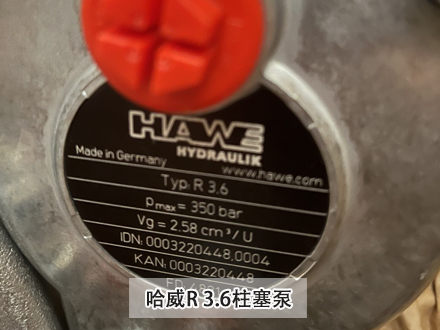 HAWE
HYDRAULIK
Made in Germany
www.hawe.com
Typ: R 3.6
pmax = 350 bar
Vg = 2.58 cm³/U
IDN: 0003220448.0004
KAN: 0003220448
哈威R 3.6柱塞泵